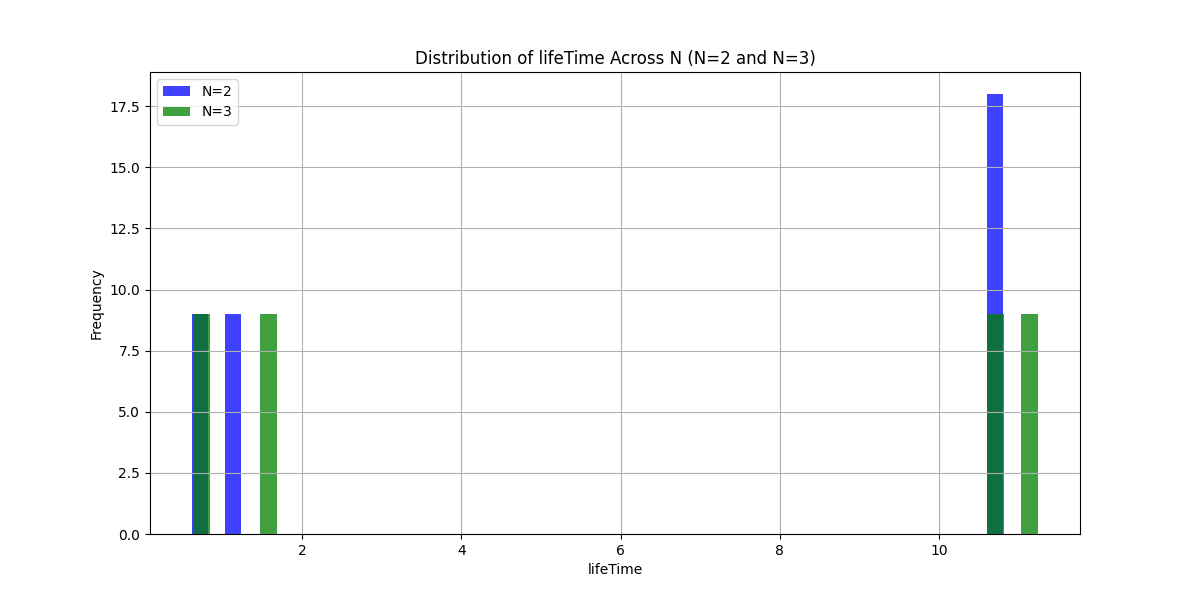 Distribution of lifeTime Across N (N=2 and N=3)
N=2
N=3
17.5
15.0
12.5
10.0
7.5
5.0
2.5
0.0
Frequency
2 4 6 8 10
lifeTime